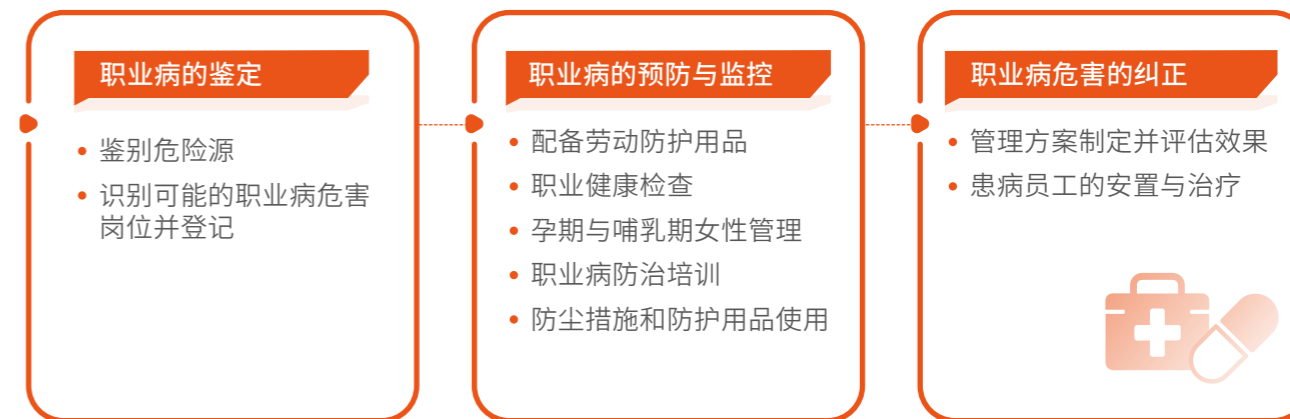 职业病的鉴定
• 鉴别危险源
• 识别可能的职业病危害
岗位并登记
职业病的预防与监控
• 配备劳动防护用品
• 职业健康检查
• 孕期与哺乳期女性管理
• 职业病防治培训
• 防尘措施和防护用品使用
职业病危害的纠正
• 管理方案制定并评估效果
• 患病员工的安置与治疗